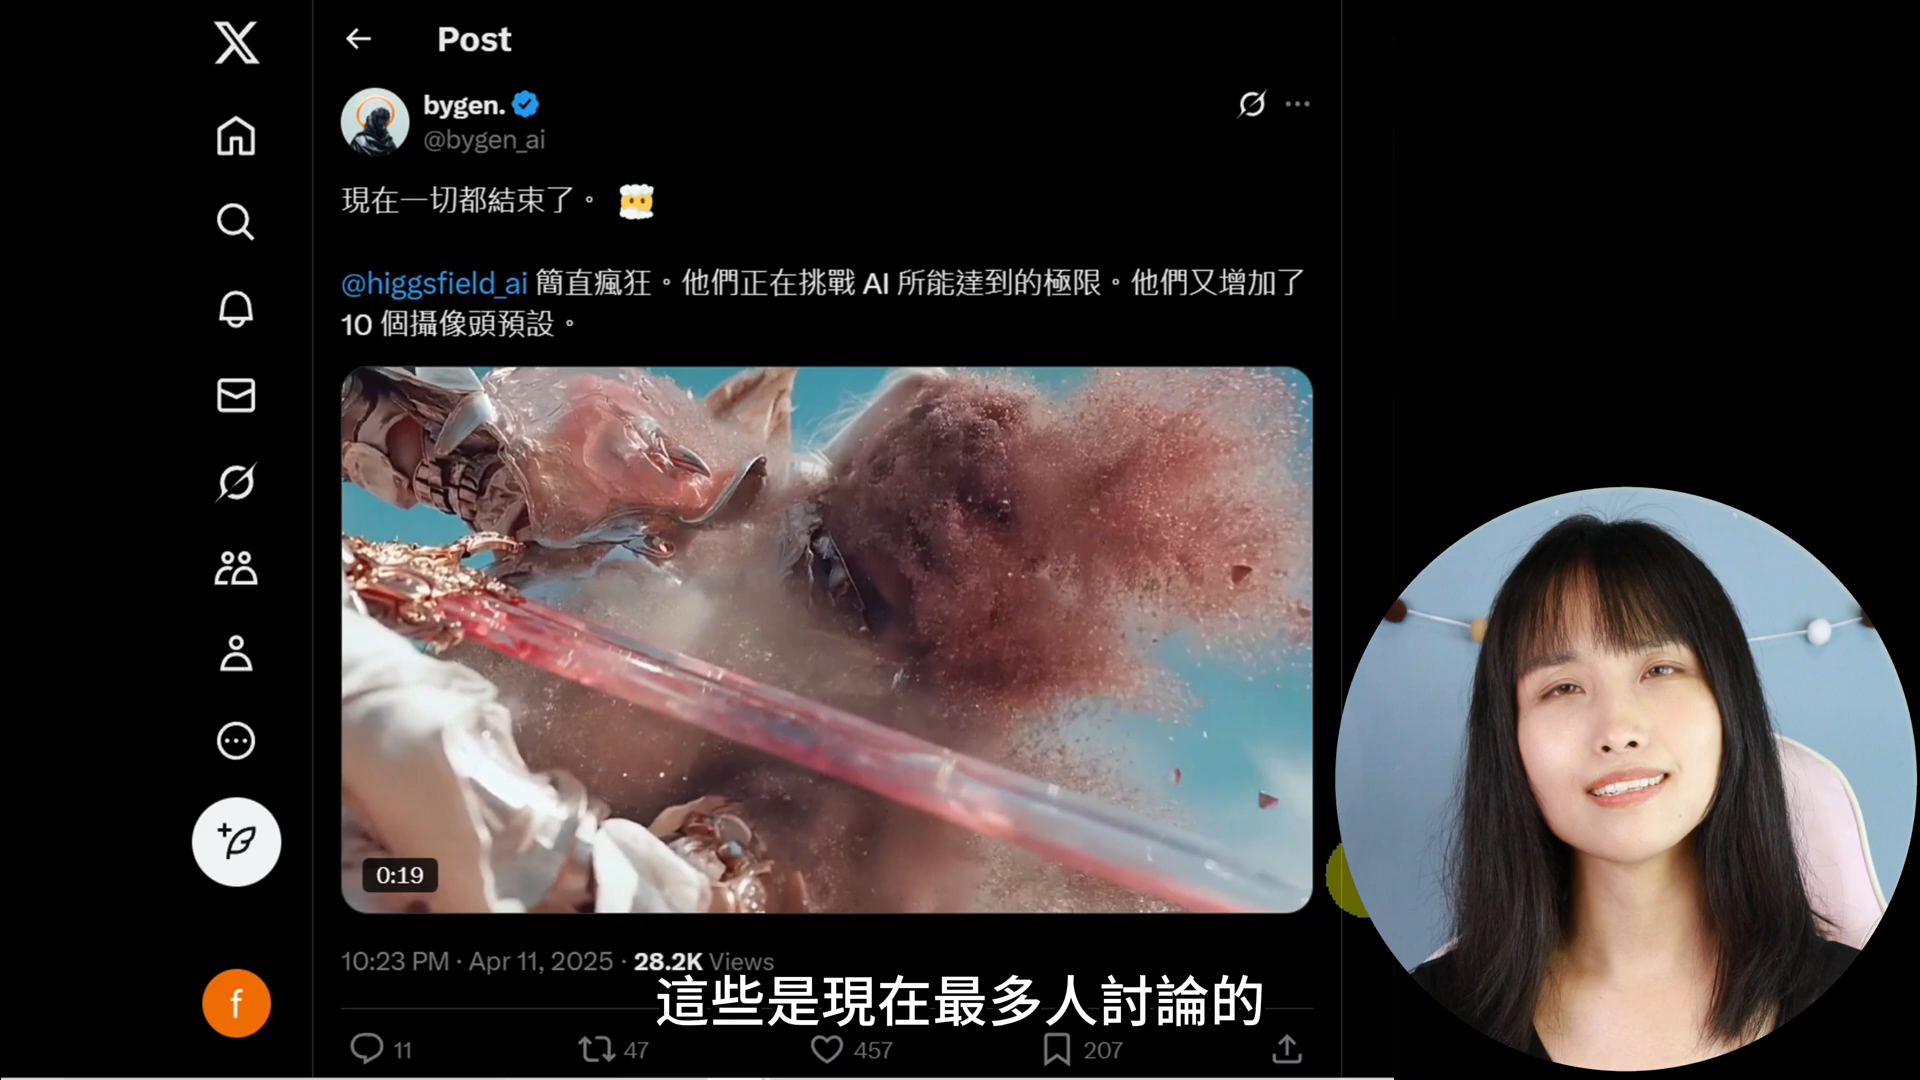 Post
bygen.
@bygen_ai
現在一切都結束了。
@higgsfield_ai 簡直瘋狂。他們正在挑戰 AI 所能達到的極限。他們又增加了
10 個攝像頭預設。
0:19
10:23 PM · Apr 11, 2025 · 28.2K Views
這些是現在最多人討論的
11 47 457 207
f